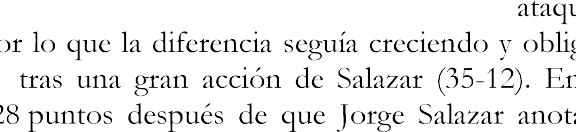 ataqu
or lo que la diferencia seguía creciendo y oblig
tras una gran acción de Salazar (35-12). En
28 puntos después de que Jorge Salazar anota